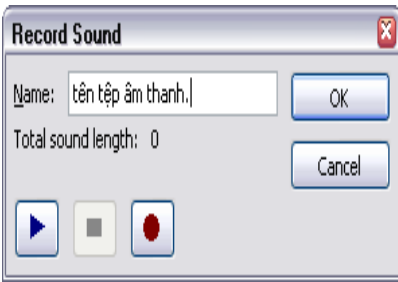 Record Sound
Name: tên tệp âm thanh. OK
Total sound length: 0
Cancel